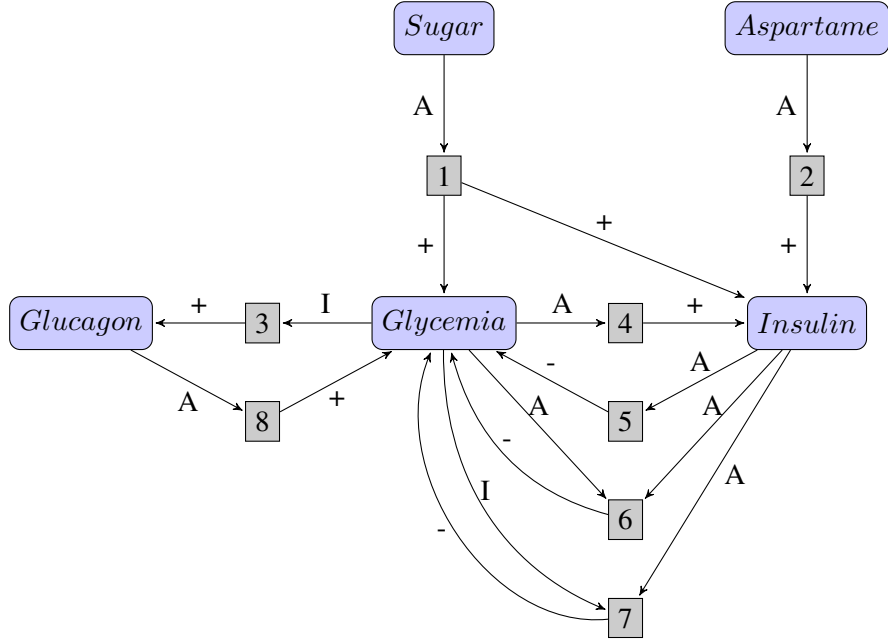 Sugar Aspartame
A A
1 2
+
+ +
Glucagon + 3 I Glycemia A 4 + Insulin
A 8 + - 5 A
A - 6 A
I A
- 7